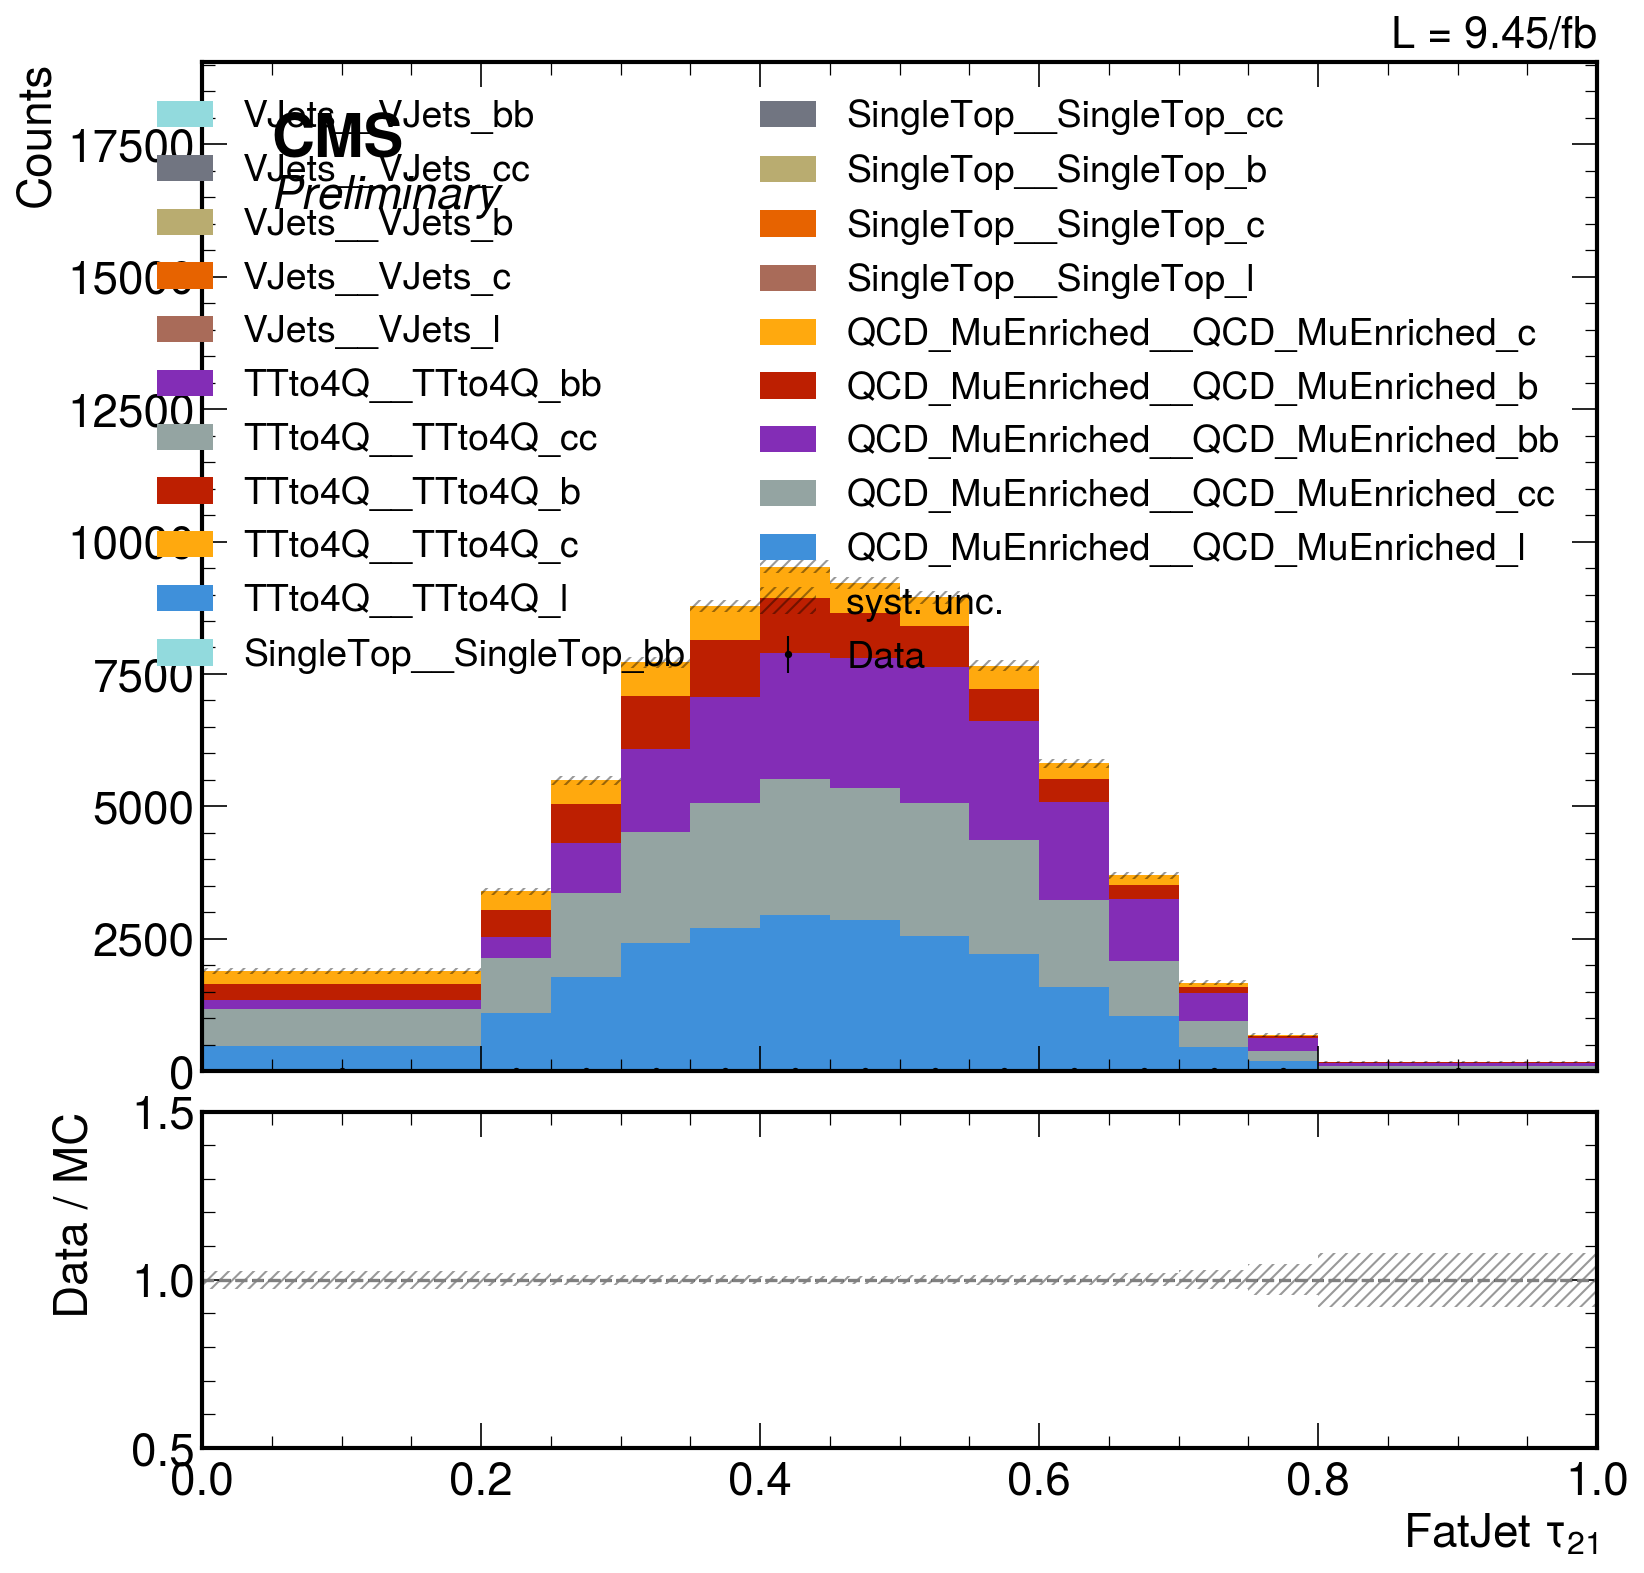 L = 9.45/fb
Counts
CMS
Preliminary
VJets__VJets_bb
VJets__VJets_cc
VJets__VJets_b
VJets__VJets_c
VJets__VJets_l
TTto4Q__TTto4Q_bb
TTto4Q__TTto4Q_cc
TTto4Q__TTto4Q_b
TTto4Q__TTto4Q_c
TTto4Q__TTto4Q_l
SingleTop__SingleTop_bb
SingleTop__SingleTop_cc
SingleTop__SingleTop_b
SingleTop__SingleTop_c
SingleTop__SingleTop_l
QCD_MuEnriched__QCD_MuEnriched_c
QCD_MuEnriched__QCD_MuEnriched_b
QCD_MuEnriched__QCD_MuEnriched_bb
QCD_MuEnriched__QCD_MuEnriched_cc
QCD_MuEnriched__QCD_MuEnriched_l
syst. unc.
Data
17500
15000
12500
10000
7500
5000
2500
0
Data / MC
1.5
1.0
0.5
0.0 0.2 0.4 0.6 0.8 1.0
FatJet τ₂₁